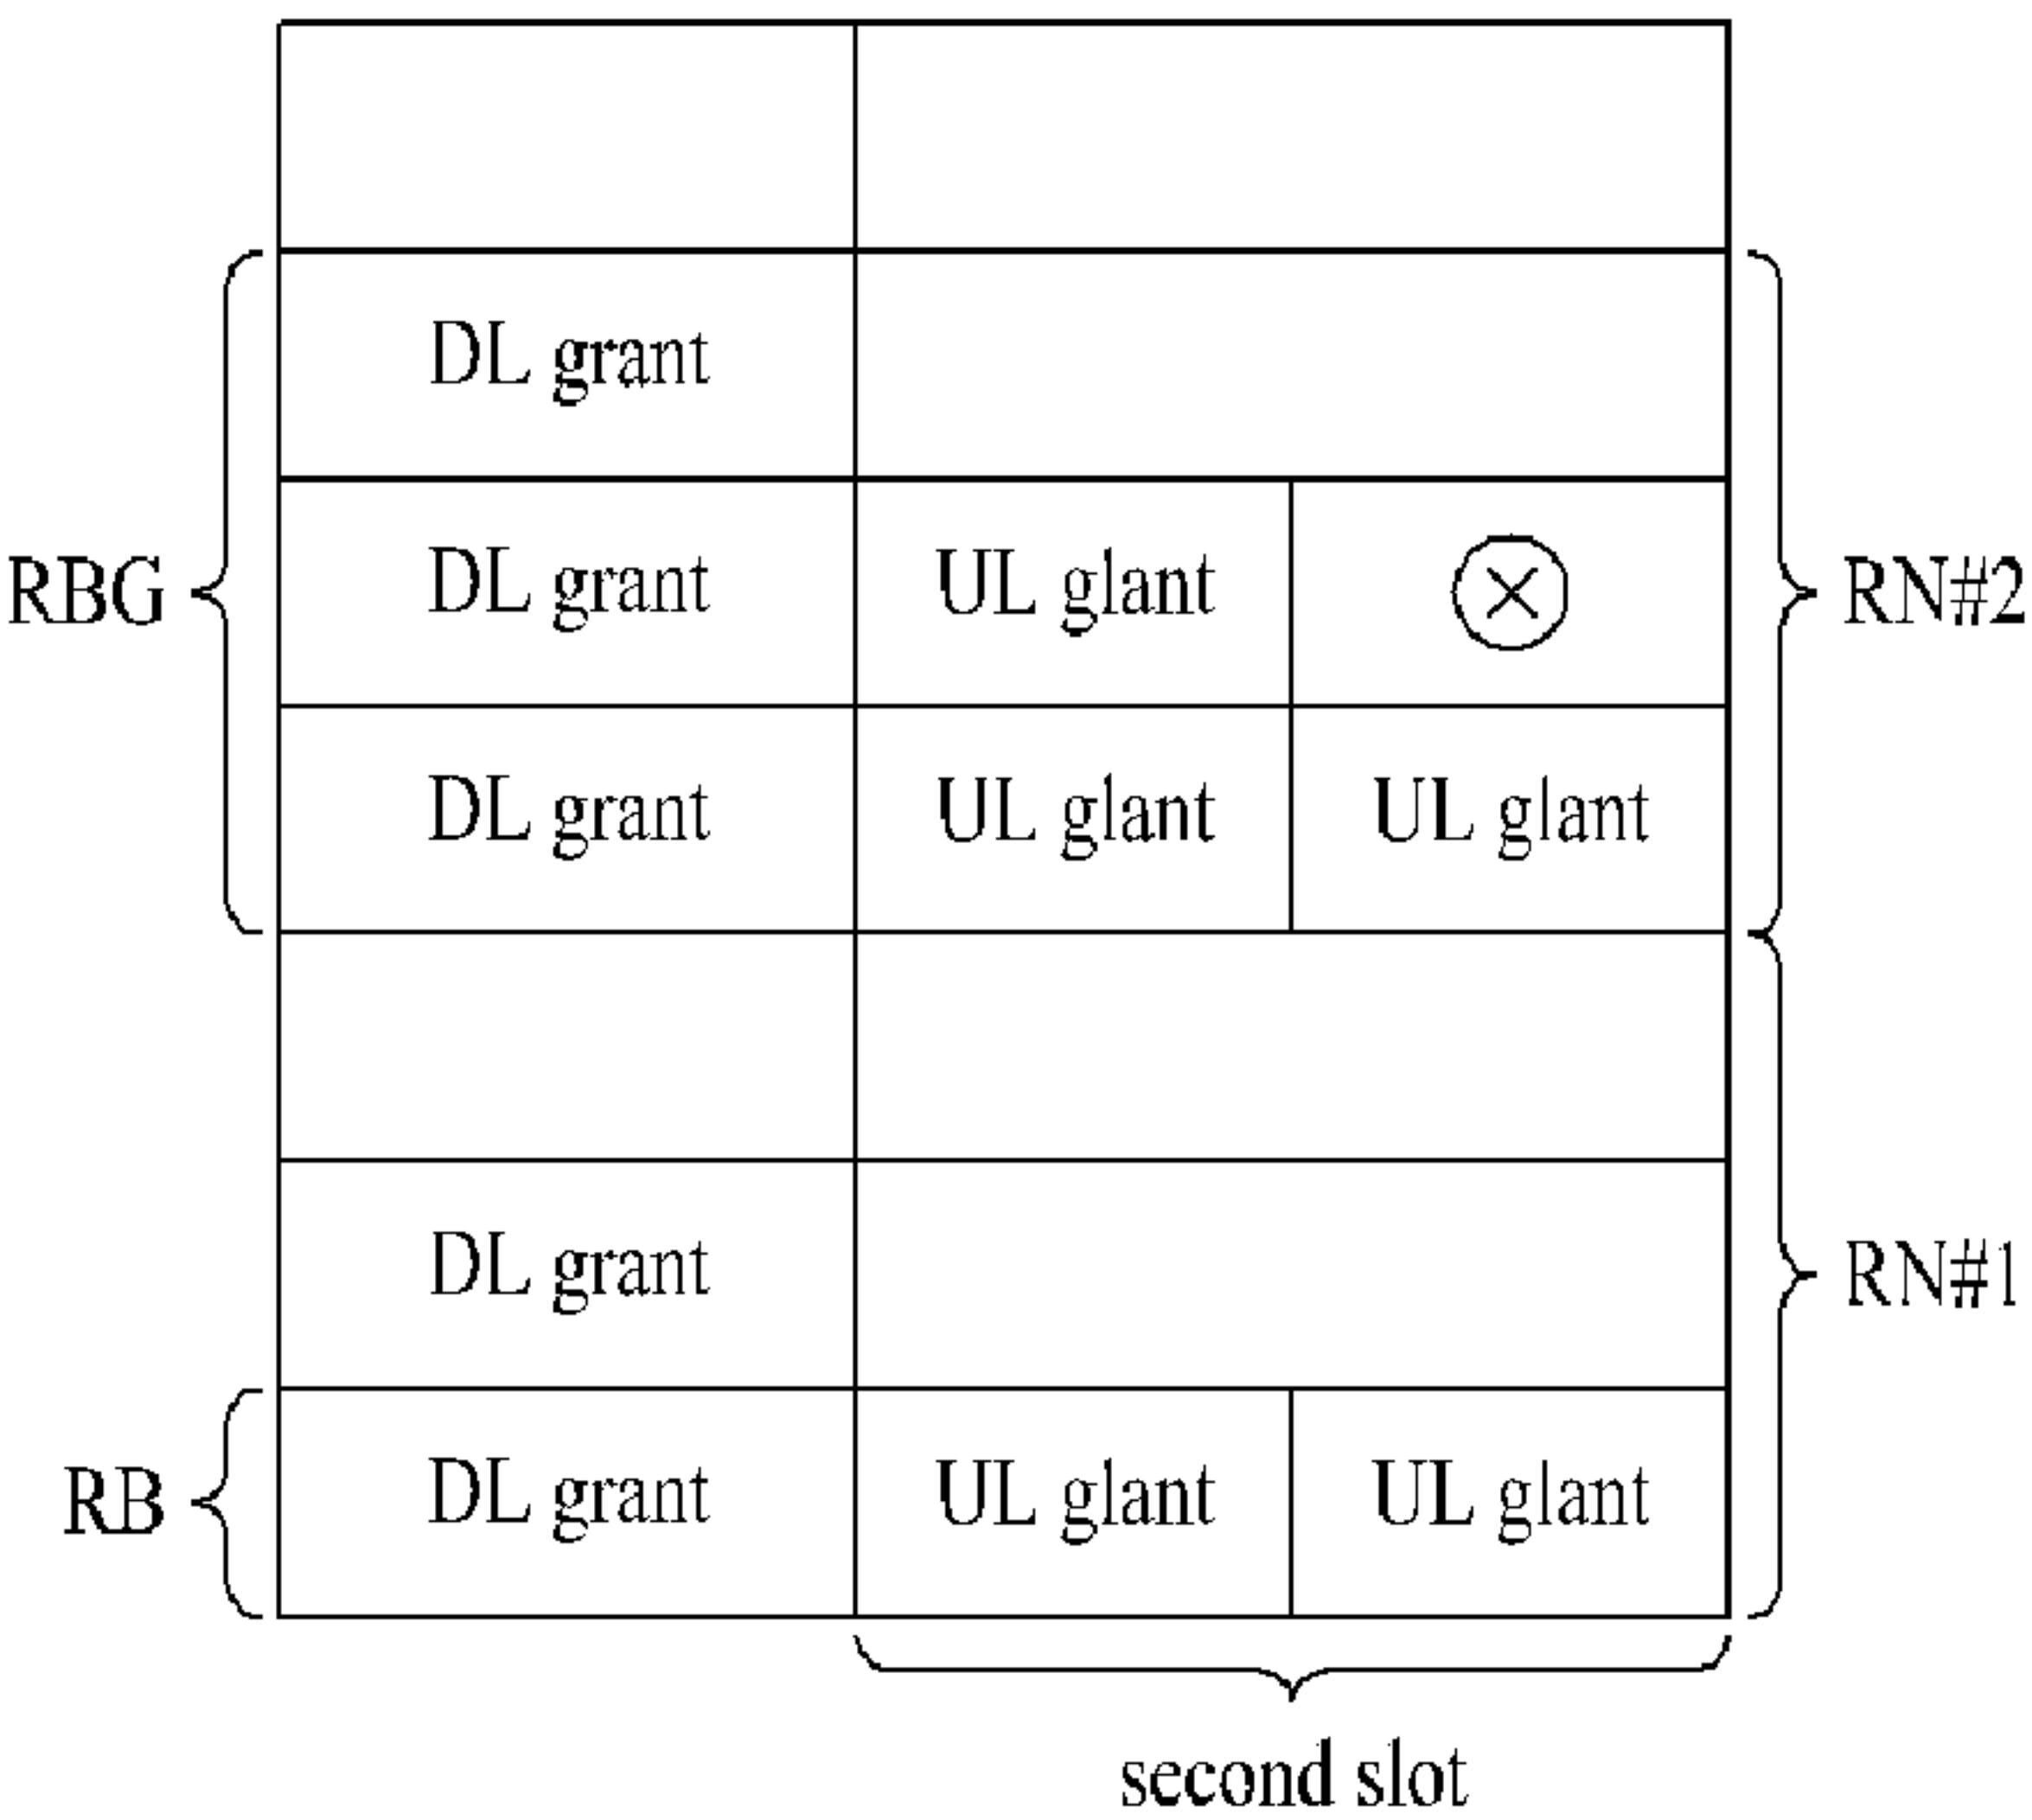 DL grant
RBG DL grant UL glant RN#2
DL grant UL glant UL glant
DL grant RN#1
RB DL grant UL glant UL glant
second slot